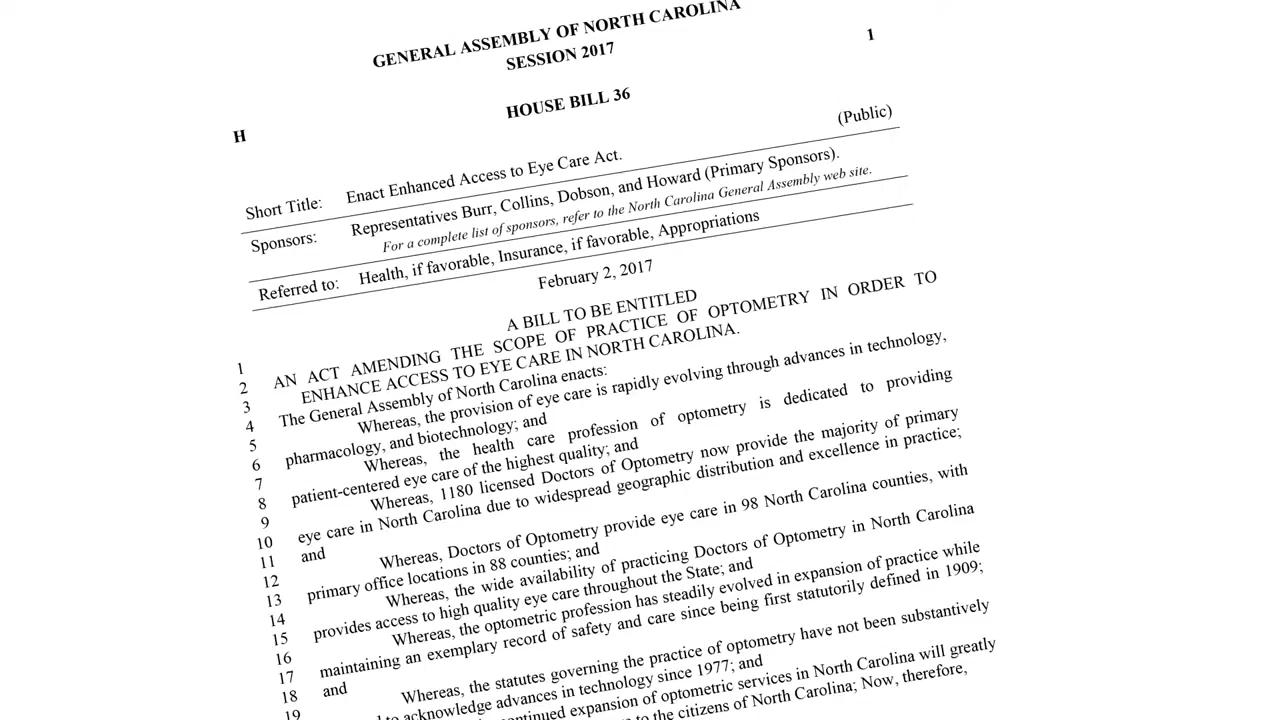 GENERAL ASSEMBLY OF NORTH CAROLINA
SESSION 2017
1
HOUSE BILL 36
H
(Public)
Short Title: Enact Enhanced Access to Eye Care Act.
Sponsors: Representatives Burr, Collins, Dobson, and Howard (Primary Sponsors).
For a complete list of sponsors, refer to the North Carolina General Assembly web site.
Referred to: Health, if favorable, Insurance, if favorable, Appropriations
February 2, 2017
A BILL TO BE ENTITLED
1 AN ACT AMENDING THE SCOPE OF PRACTICE OF OPTOMETRY IN ORDER TO
2 ENHANCE ACCESS TO EYE CARE IN NORTH CAROLINA.
3 The General Assembly of North Carolina enacts:
4 Whereas, the provision of eye care is rapidly evolving through advances in technology,
5 pharmacology, and biotechnology; and
6 Whereas, the health care profession of optometry is dedicated to providing
7 patient-centered eye care of the highest quality; and
8 Whereas, 1180 licensed Doctors of Optometry now provide the majority of primary
9 eye care in North Carolina due to widespread geographic distribution and excellence in practice;
10 and
11 Whereas, Doctors of Optometry provide eye care in 98 North Carolina counties, with
12 primary office locations in 88 counties; and
13 Whereas, the wide availability of practicing Doctors of Optometry in North Carolina
14 provides access to high quality eye care throughout the State; and
15 Whereas, the optometric profession has steadily evolved in expansion of practice while
16 maintaining an exemplary record of safety and care since being first statutorily defined in 1909;
17 and
18 Whereas, the statutes governing the practice of optometry have not been substantively
19 to acknowledge advances in technology since 1977; and
continued expansion of optometric services in North Carolina will greatly
to the citizens of North Carolina; Now, therefore,